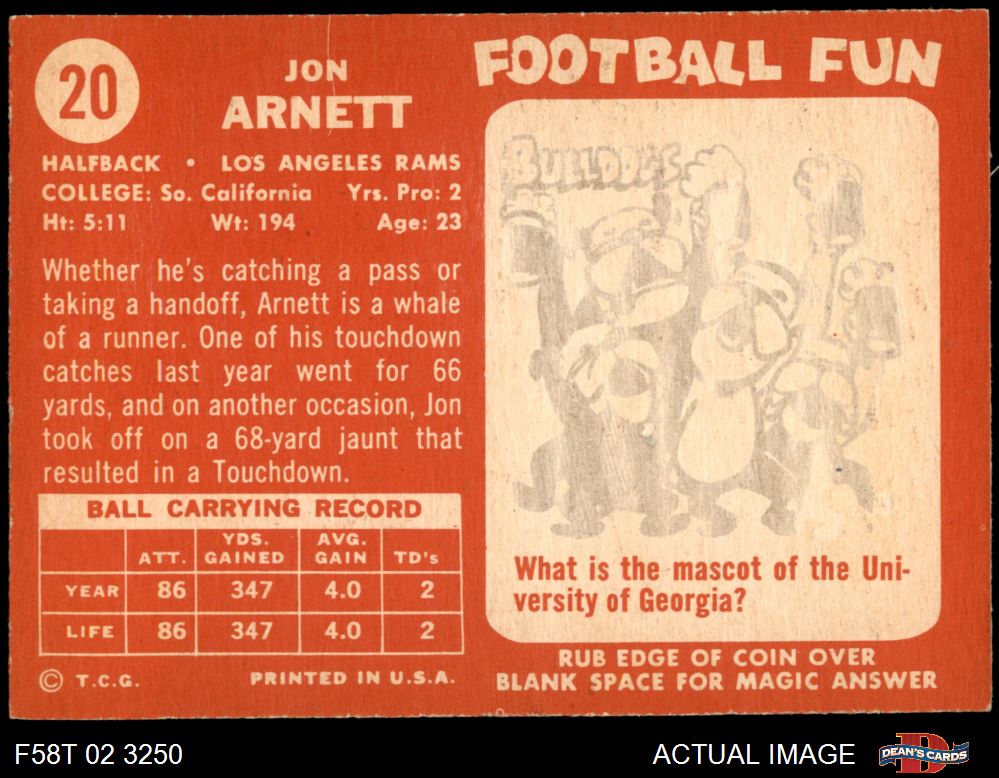 20
JON
ARNETT
HALFBACK • LOS ANGELES RAMS
COLLEGE: So. California Yrs. Pro: 2
Ht: 5:11 Wt: 194 Age: 23
Whether he's catching a pass or
taking a handoff, Arnett is a whale
of a runner. One of his touchdown
catches last year went for 66
yards, and on another occasion, Jon
took off on a 68-yard jaunt that
resulted in a Touchdown.
BALL CARRYING RECORD
ATT. YDS. GAINED AVG. GAIN TD's
YEAR 86 347 4.0 2
LIFE 86 347 4.0 2
© T.C.G. PRINTED IN U.S.A.
FOOTBALL FUN
BULLDOGS
What is the mascot of the Uni-
versity of Georgia?
RUB EDGE OF COIN OVER
BLANK SPACE FOR MAGIC ANSWER
F58T 02 3250 ACTUAL IMAGE DEAN'S CARDS